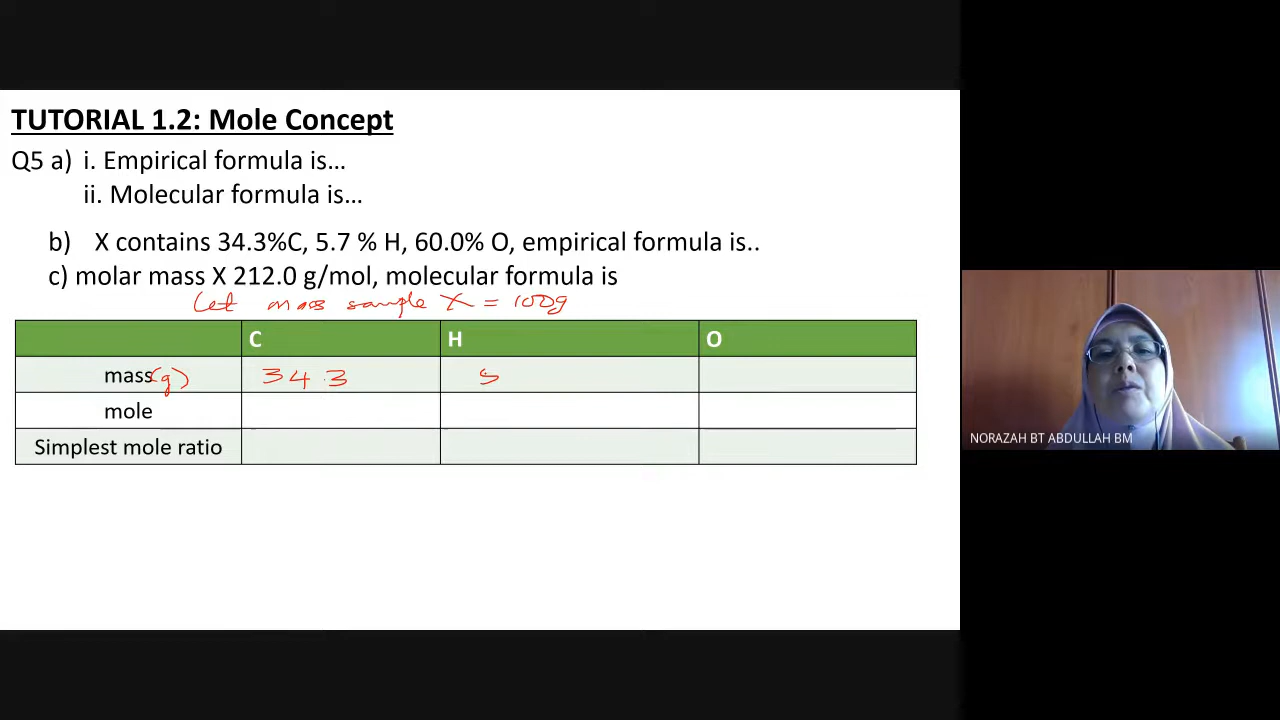 TUTORIAL 1.2: Mole Concept
Q5 a) i. Empirical formula is…
ii. Molecular formula is…
b) X contains 34.3%C, 5.7 % H, 60.0% O, empirical formula is..
c) molar mass X 212.0 g/mol, molecular formula is
Let mass sample X = 100g
C H O
mass(g) 34.3 5
mole
Simplest mole ratio
NORAZAH BT ABDULLAH BM